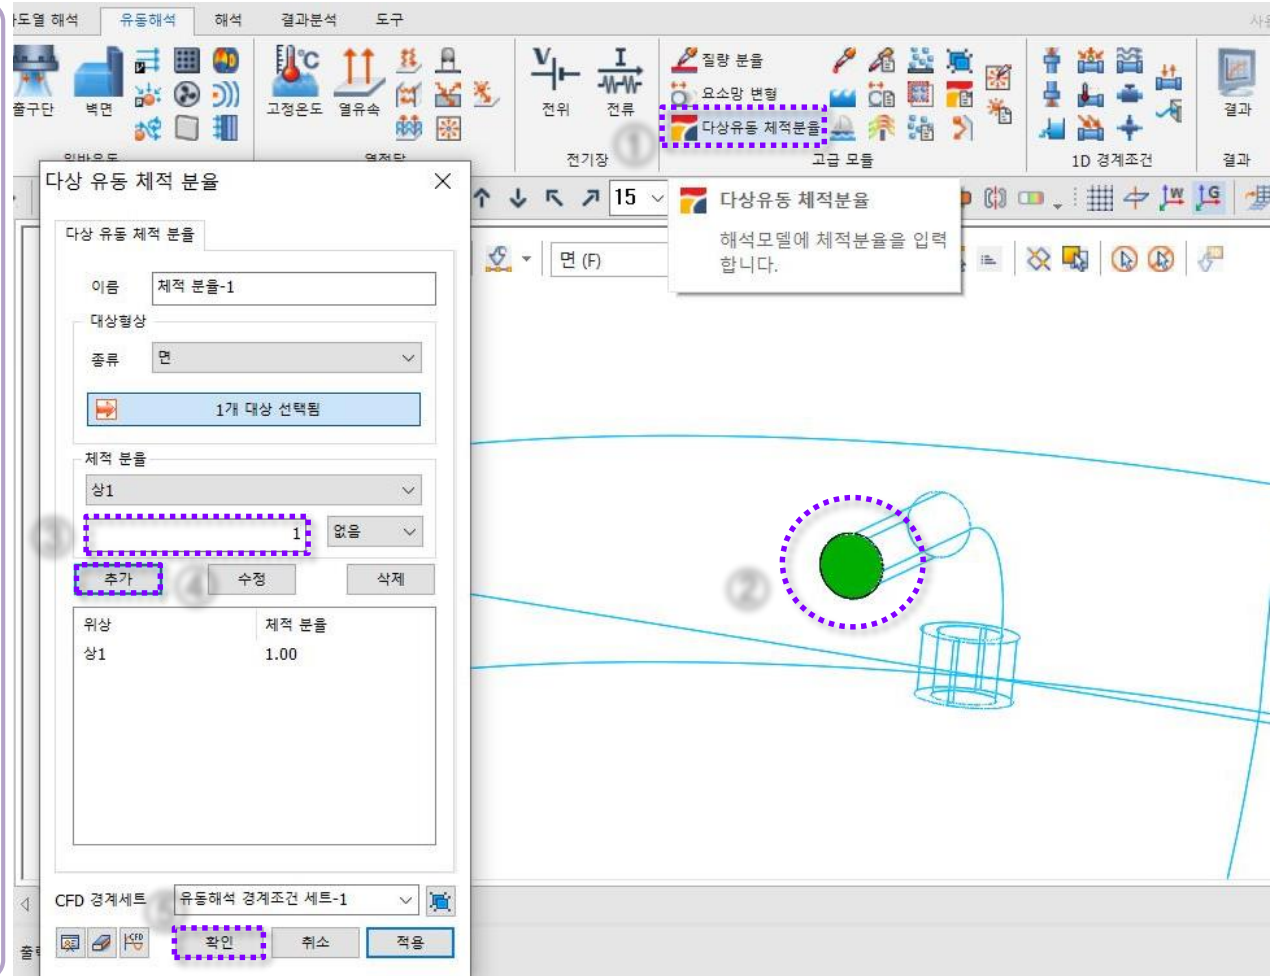 도열 해석
유동해석
해석
결과분석
도구
출구단
벽면
고정온도
열유속
전위
전류
질량 분율
요소망 변형
다상유동 체적분율
결과
①
전기장
고급 모듈
1D 경계조건
결과
다상 유동 체적 분율
15
다상유동 체적분율
해석모델에 체적분율을 입력
합니다.
면 (F)
다상 유동 체적 분율
이름
체적 분율-1
대상형상
종류
면
1개 대상 선택됨
체적 분율
상1
③
1
없음
추가
④
수정
삭제
②
위상
체적 분율
상1
1.00
CFD 경계세트
유동해석 경계조건 세트-1
⑤
확인
취소
적용